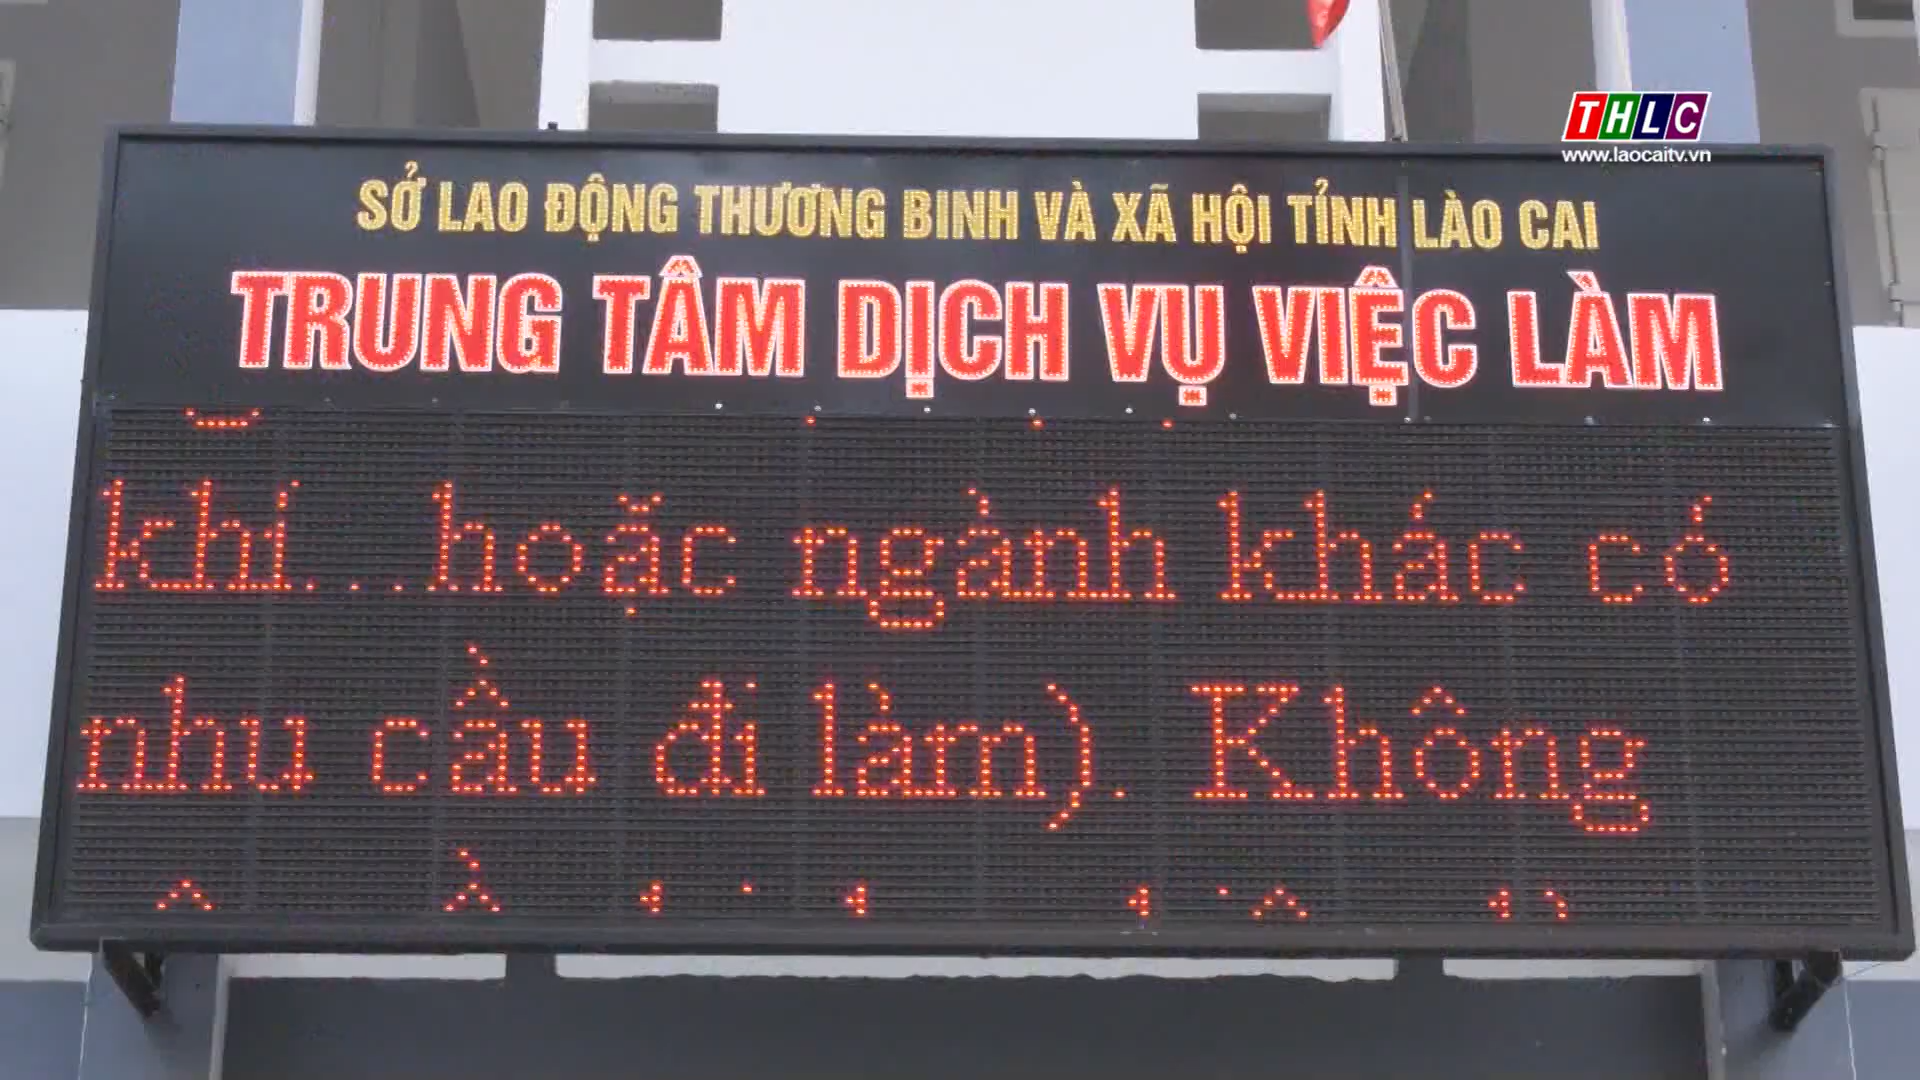 THLC
www.laocaitv.vn
SỞ LAO ĐỘNG THƯƠNG BINH VÀ XÃ HỘI TỈNH LÀO CAI
TRUNG TÂM DỊCH VỤ VIỆC LÀM
khí...hoặc ngành khác có
nhu cầu đi làm). Không